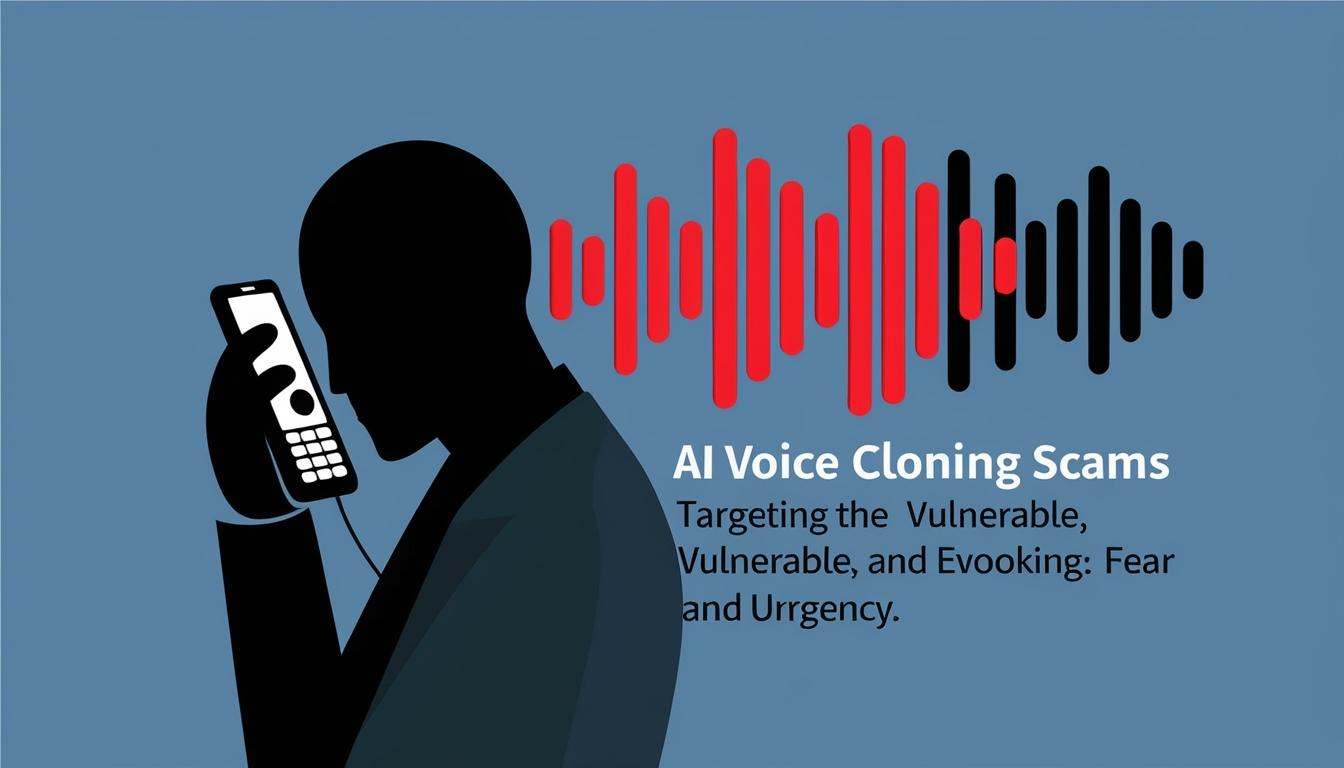 AI Voice Cloning Scams
Targeting the Vulnerable,
Vulnerable, and Evooking: Fear
and Urrgency.